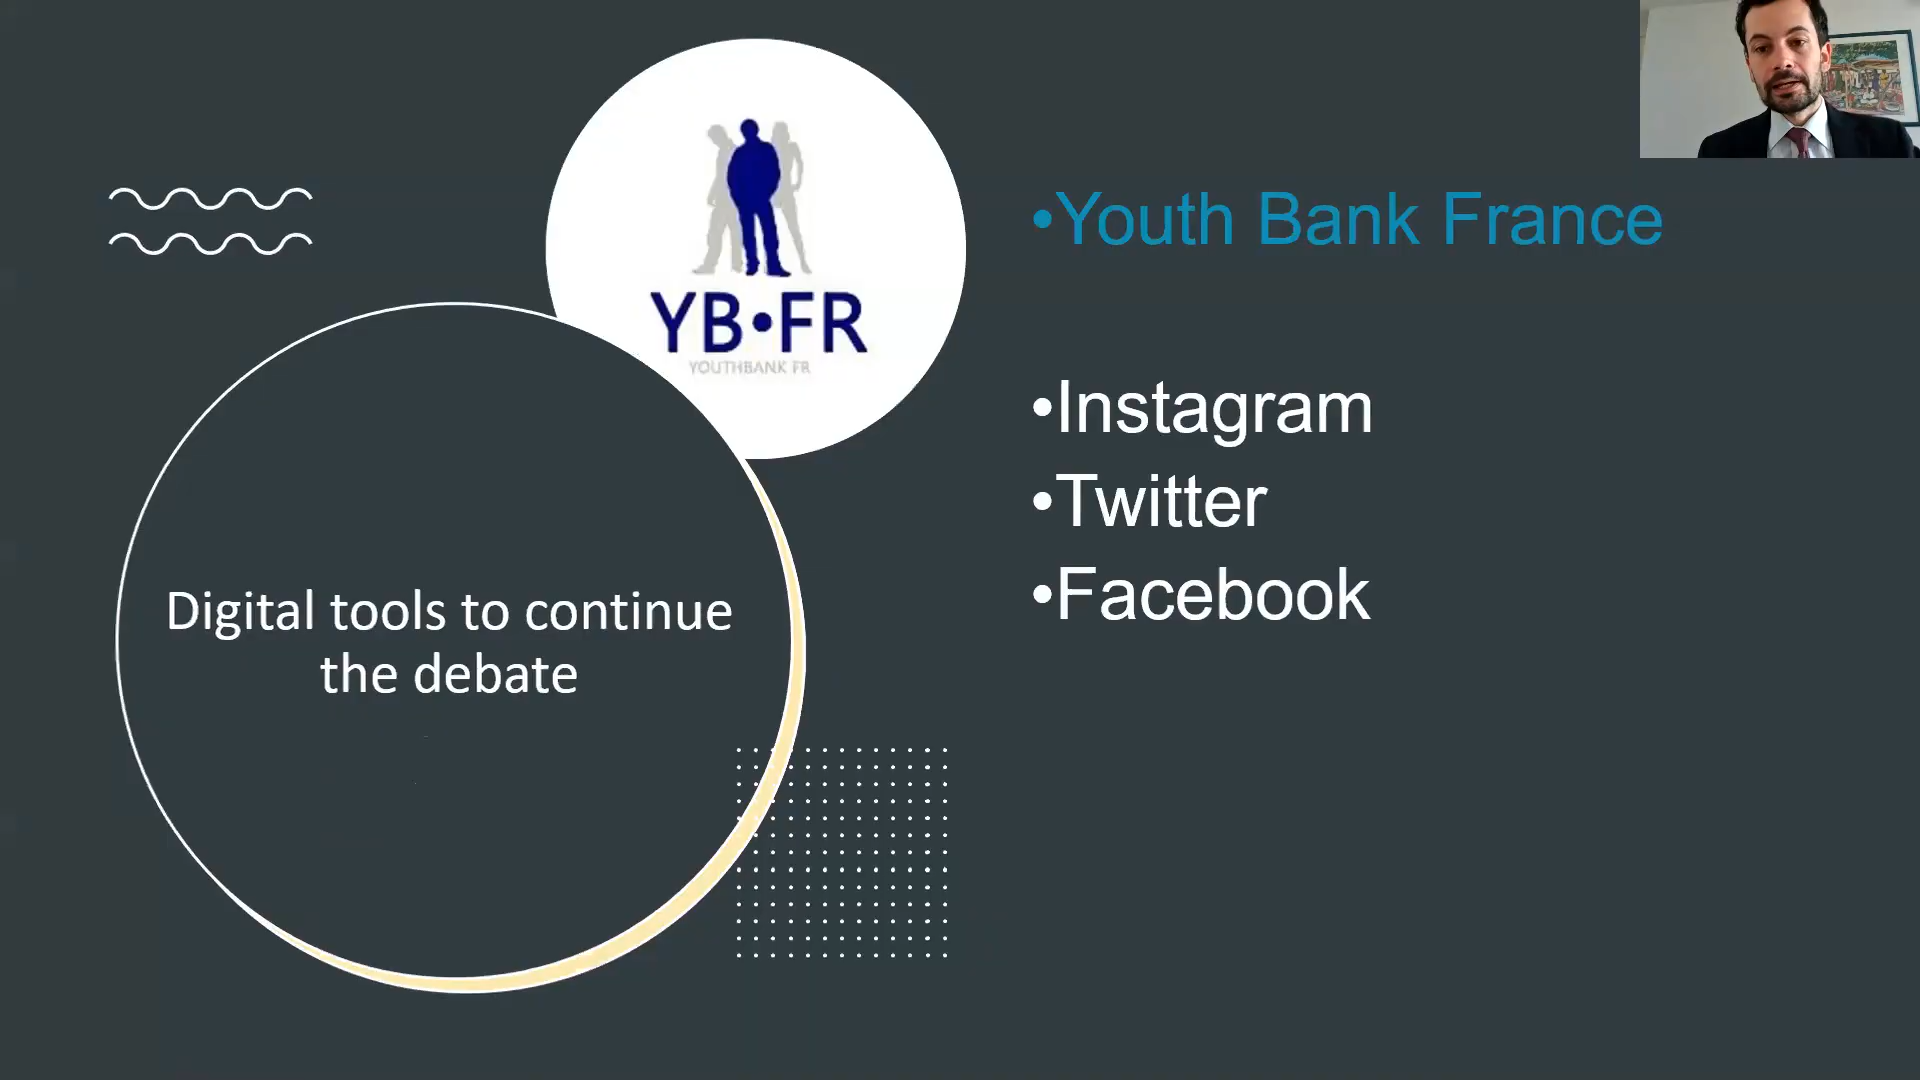 YB•FR
YOUTHBANK FR
Digital tools to continue
the debate
•Youth Bank France
•Instagram
•Twitter
•Facebook